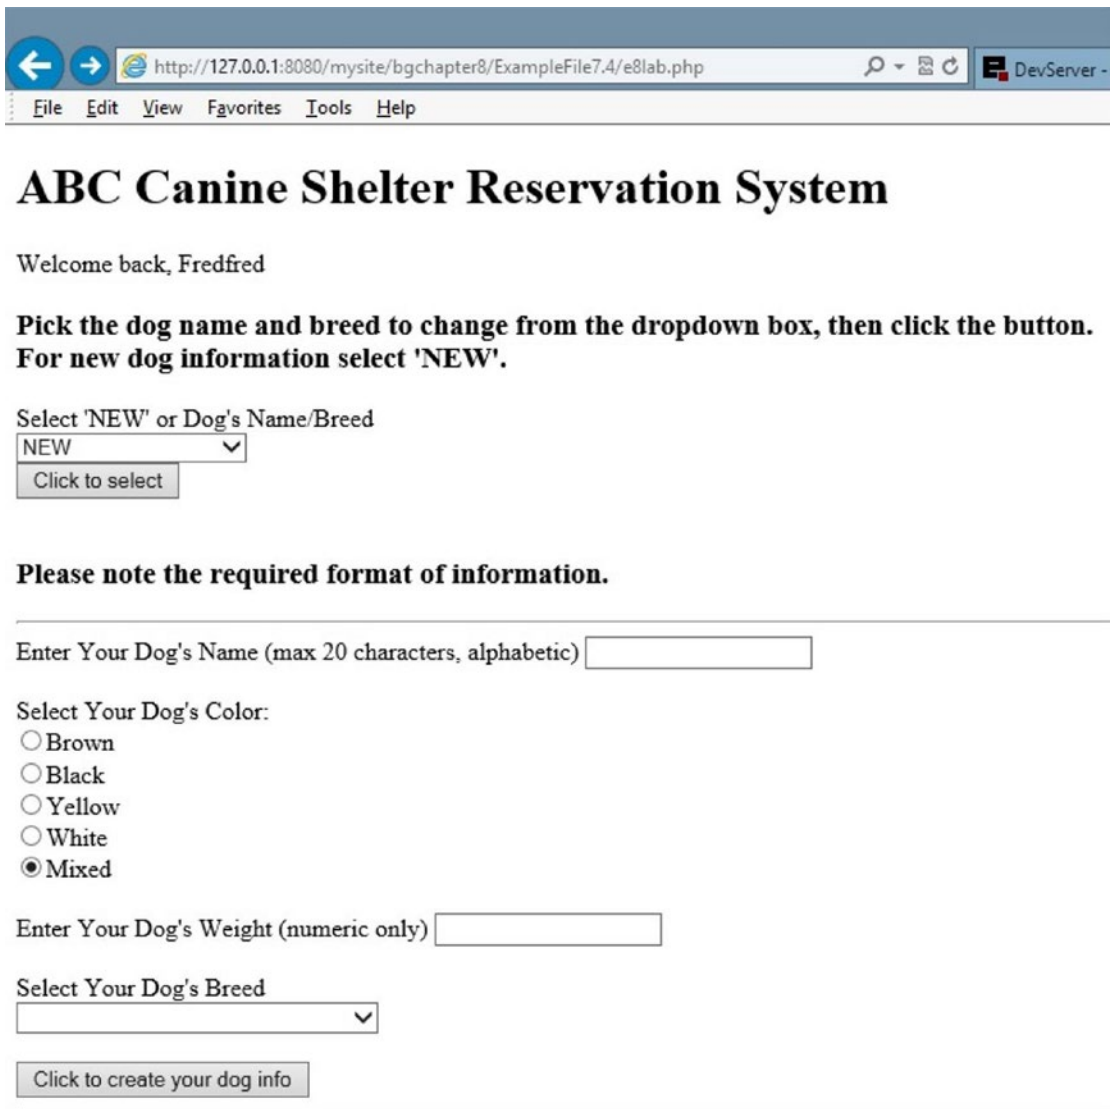 http://127.0.0.1:8080/mysite/bgchapter8/ExampleFile7.4/e8lab.php
DevServer -
File Edit View Favorites Tools Help
ABC Canine Shelter Reservation System
Welcome back, Fredfred
Pick the dog name and breed to change from the dropdown box, then click the button.
For new dog information select 'NEW'.
Select 'NEW' or Dog's Name/Breed
NEW
Click to select
Please note the required format of information.
Enter Your Dog's Name (max 20 characters, alphabetic)
Select Your Dog's Color:
Brown
Black
Yellow
White
Mixed
Enter Your Dog's Weight (numeric only)
Select Your Dog's Breed
Click to create your dog info